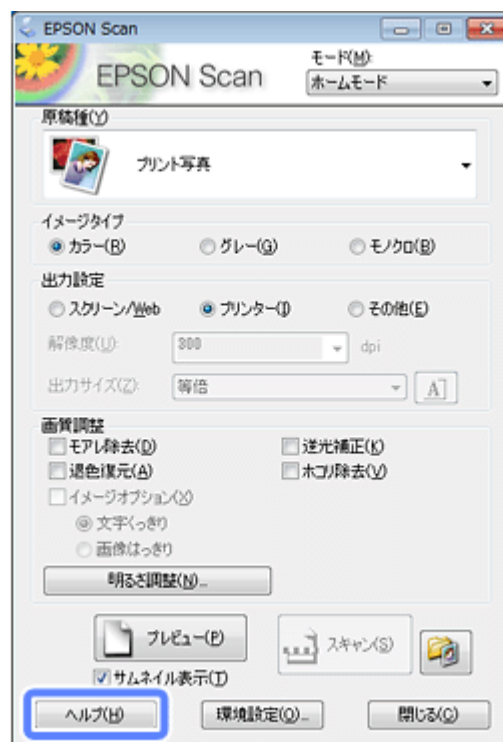 EPSON Scan
EPSON Scan
モード(M):
ホームモード
原稿種(Y)
プリント写真
イメージタイプ
カラー(R) グレー(G) モノクロ(B)
出力設定
スクリーン/Web プリンター(I) その他(E)
解像度(U): 300 dpi
出力サイズ(Z): 等倍 A
画質調整
モアレ除去(D) 逆光補正(K)
退色復元(A) ホコリ除去(V)
イメージオプション(X)
文字くっきり
画像はっきり
明るさ調整(N)...
プレビュー(P) スキャン(S)
サムネイル表示(T)
ヘルプ(H) 環境設定(O)... 閉じる(C)